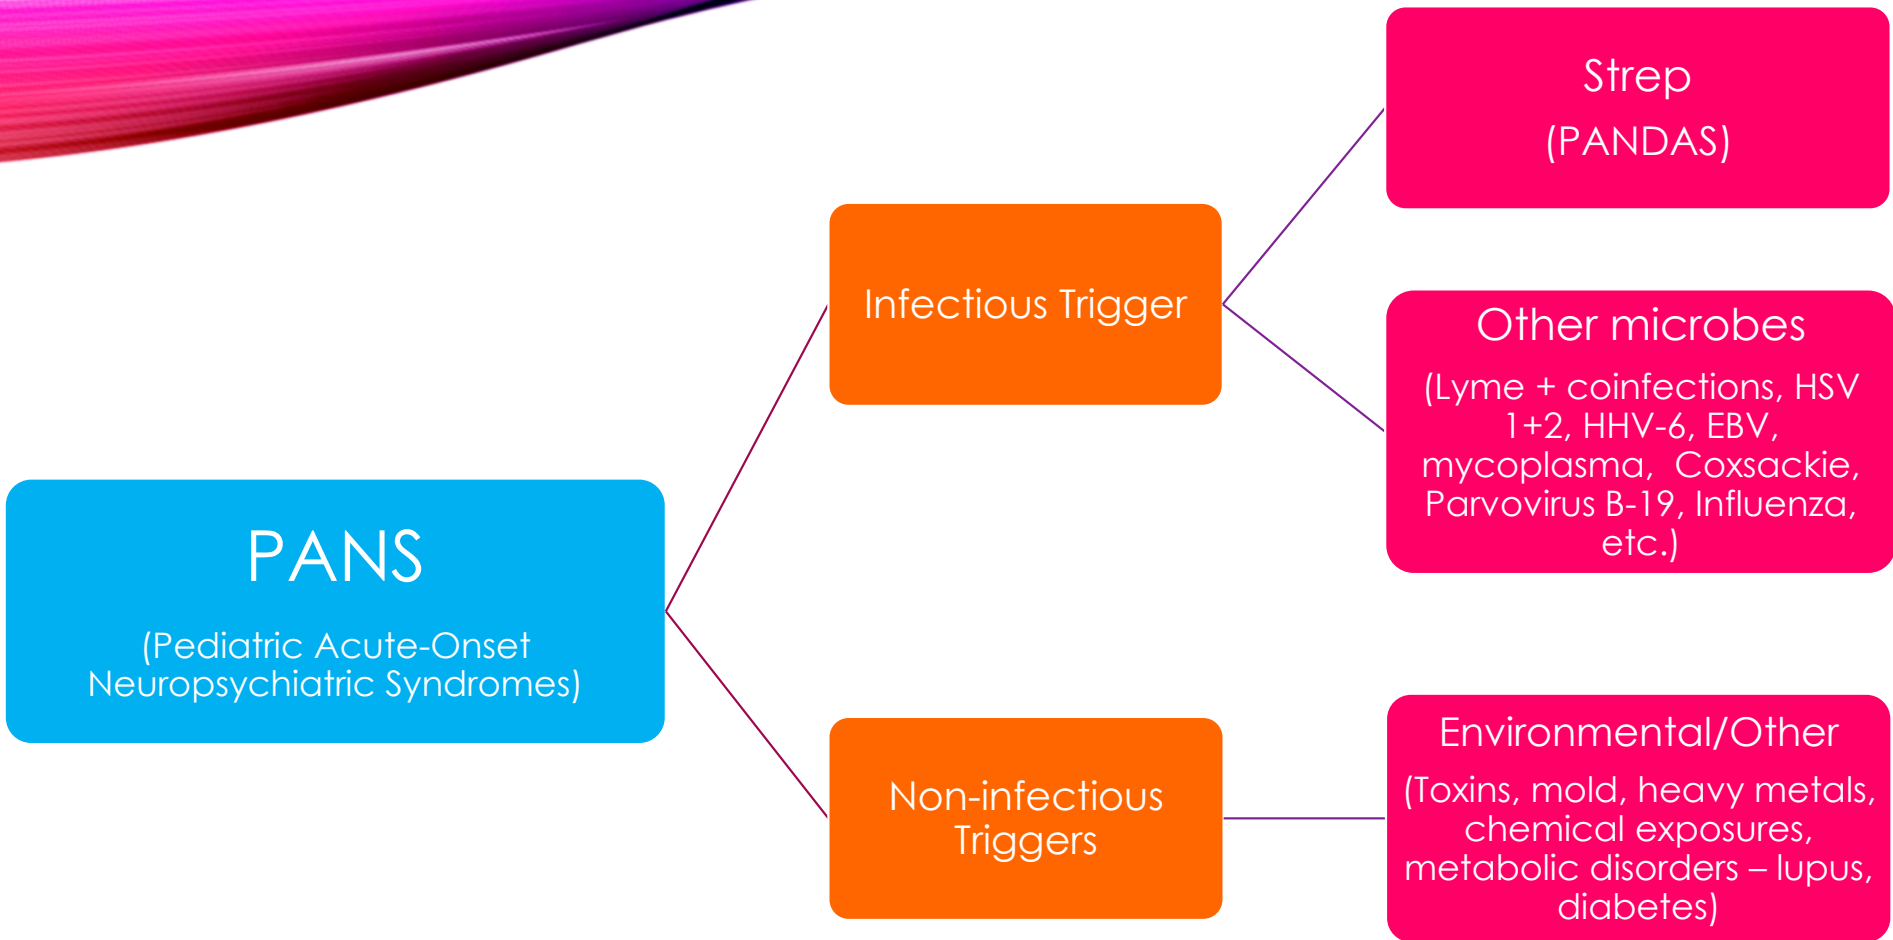 PANS
(Pediatric Acute-Onset
Neuropsychiatric Syndromes)
Infectious Trigger
Strep
(PANDAS)
Other microbes
(Lyme + coinfections, HSV
1+2, HHV-6, EBV,
mycoplasma, Coxsackie,
Parvovirus B-19, Influenza,
etc.)
Non-infectious
Triggers
Environmental/Other
(Toxins, mold, heavy metals,
chemical exposures,
metabolic disorders – lupus,
diabetes)